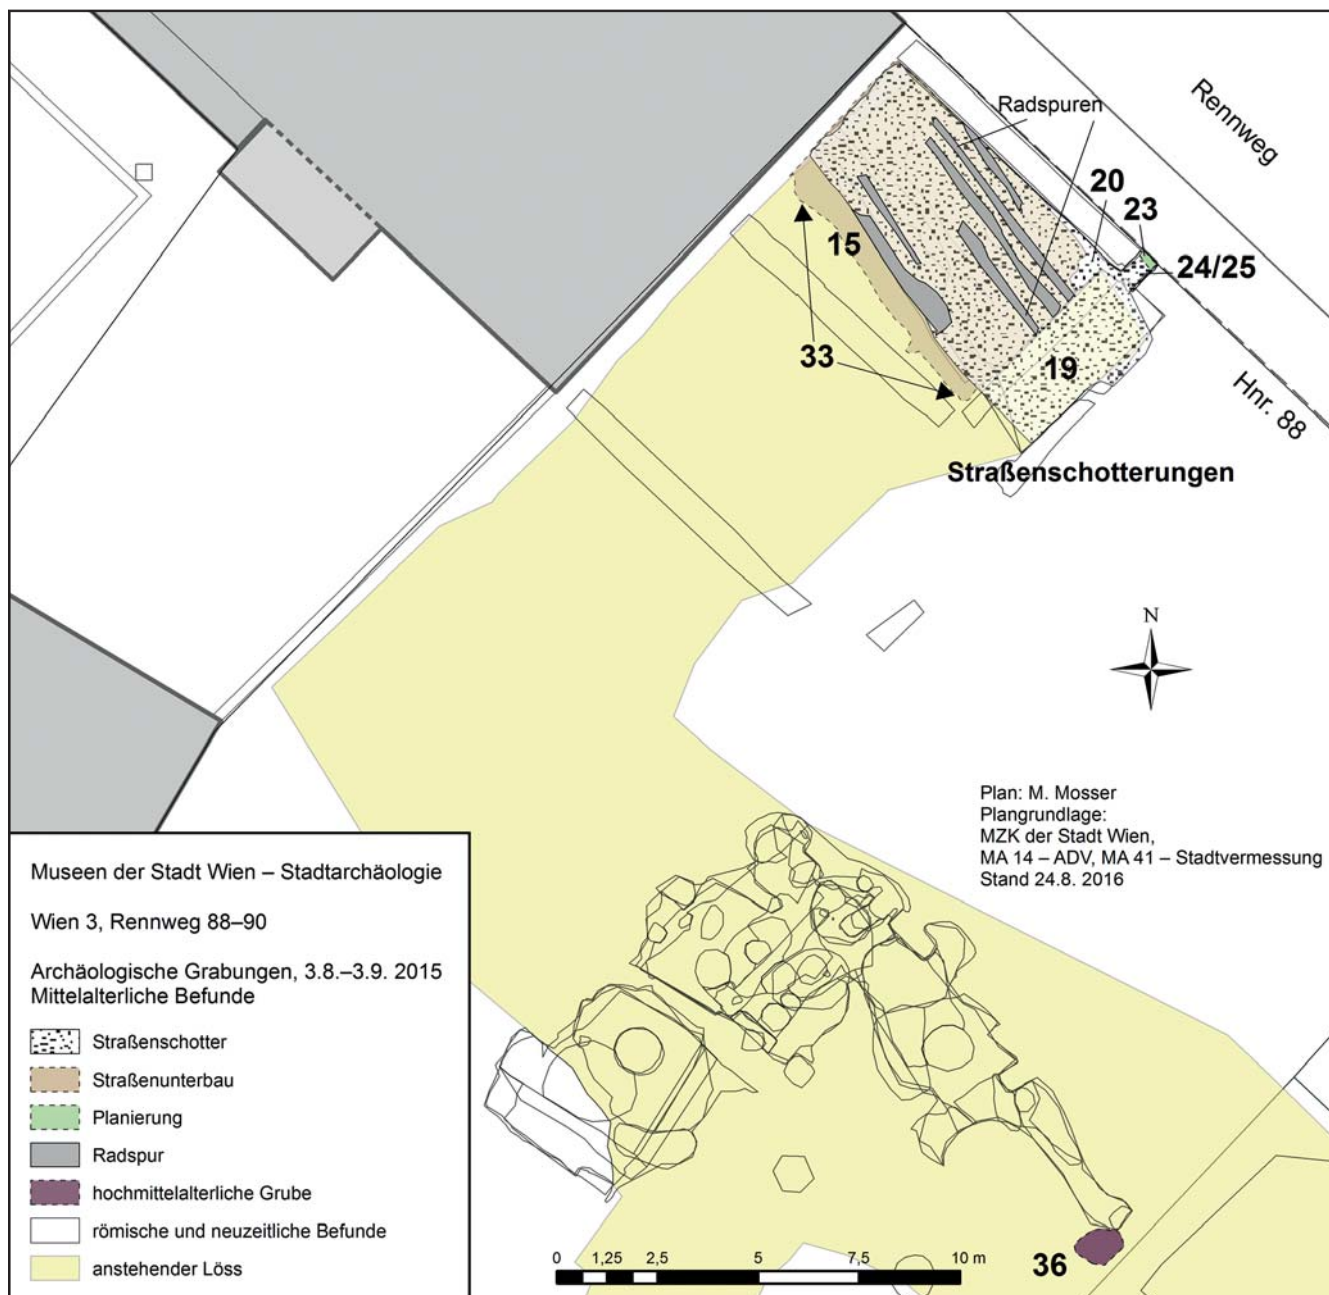 Rennweg
Radspuren
20
23
24/25
15
33
19
Hnr. 88
Straßenschotterungen
N
Plan: M. Mosser
Plangrundlage:
MZK der Stadt Wien,
MA 14 – ADV, MA 41 – Stadtvermessung
Stand 24.8. 2016
Museen der Stadt Wien – Stadtarchäologie
Wien 3, Rennweg 88–90
Archäologische Grabungen, 3.8.–3.9. 2015
Mittelalterliche Befunde
Straßenschotter
Straßenunterbau
Planierung
Radspur
hochmittelalterliche Grube
römische und neuzeitliche Befunde
anstehender Löss
0 1,25 2,5 5 7,5 10 m
36